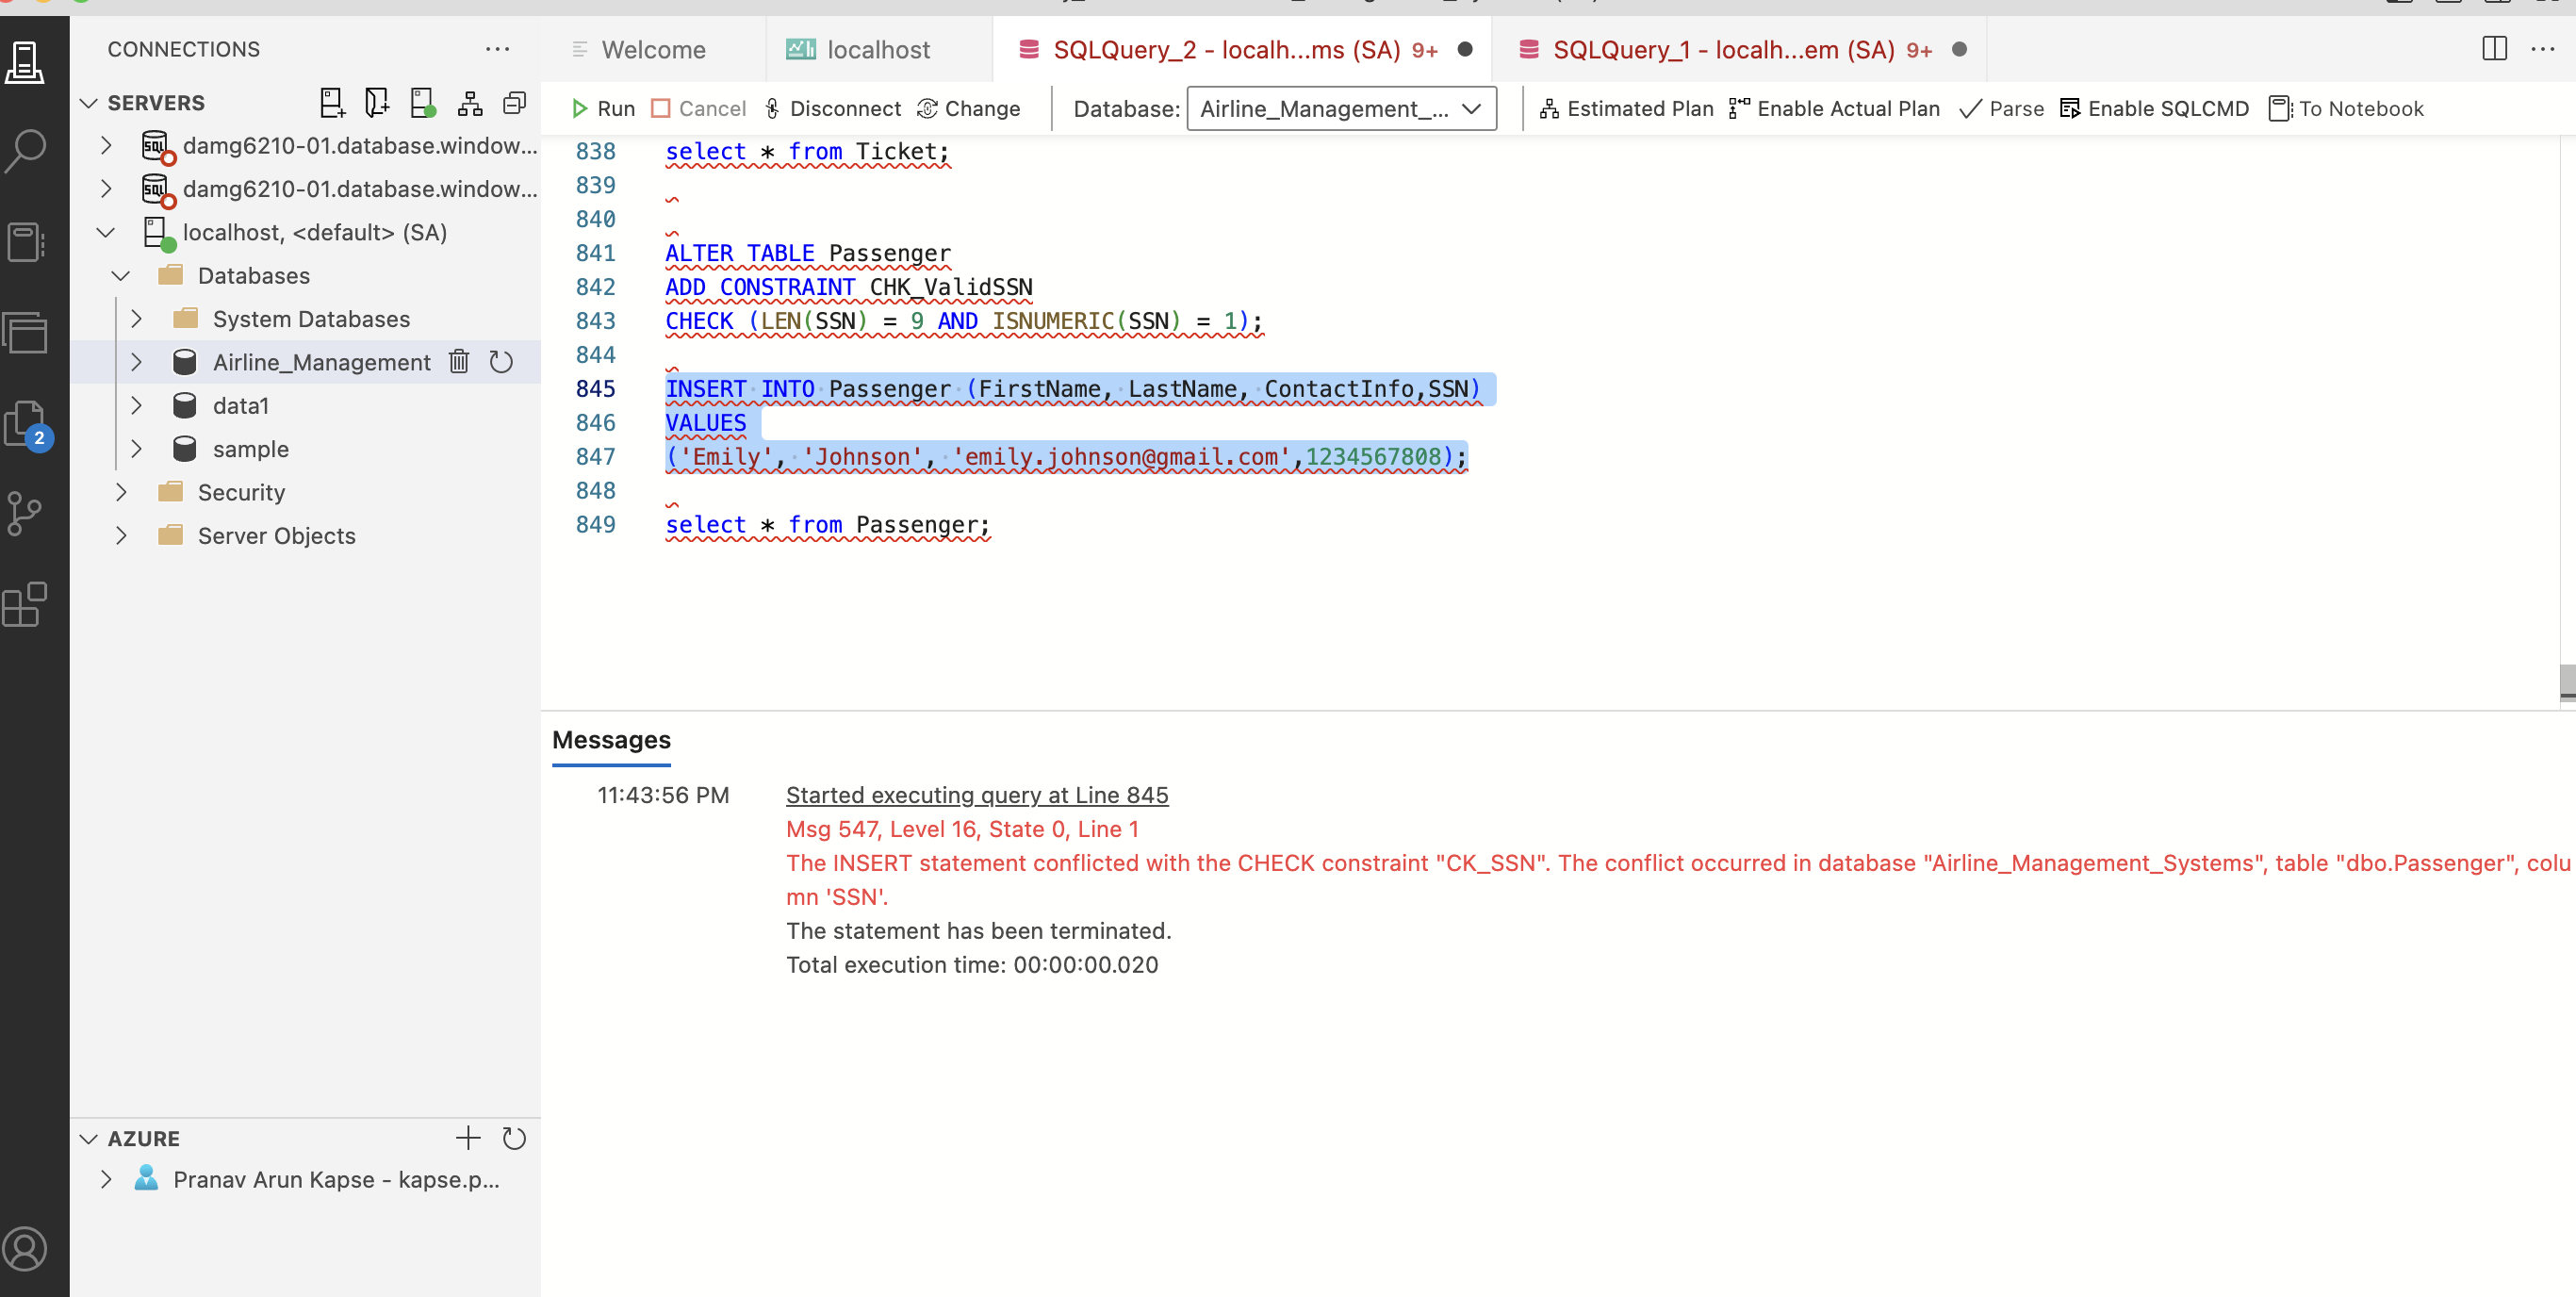 CONNECTIONS
SERVERS
damg6210-01.database.window...
damg6210-01.database.window...
localhost, <default> (SA)
Databases
System Databases
Airline_Management
data1
sample
Security
Server Objects
2
AZURE
Pranav Arun Kapse - kapse.p...
Welcome
localhost
SQLQuery_2 - localh...ms (SA) 9+
SQLQuery_1 - localh...em (SA) 9+
Run Cancel Disconnect Change Database: Airline_Management_... Estimated Plan Enable Actual Plan Parse Enable SQLCMD To Notebook
838 select * from Ticket;
839
840
841 ALTER TABLE Passenger
842 ADD CONSTRAINT CHK_ValidSSN
843 CHECK (LEN(SSN) = 9 AND ISNUMERIC(SSN) = 1);
844
845 INSERT INTO Passenger (FirstName, LastName, ContactInfo,SSN)
846 VALUES
847 ('Emily', 'Johnson', 'emily.johnson@gmail.com',1234567808);
848
849 select * from Passenger;
Messages
11:43:56 PM Started executing query at Line 845
Msg 547, Level 16, State 0, Line 1
The INSERT statement conflicted with the CHECK constraint "CK_SSN". The conflict occurred in database "Airline_Management_Systems", table "dbo.Passenger", colu
mn 'SSN'.
The statement has been terminated.
Total execution time: 00:00:00.020